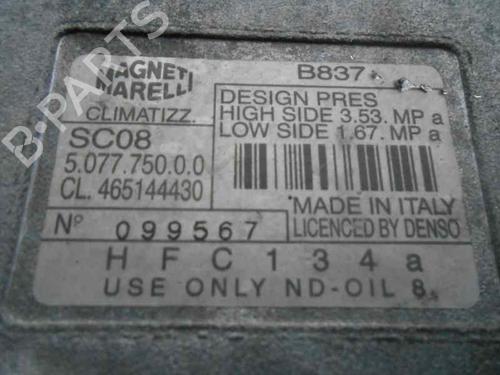 MAGNETI
MARELLI
CLIMATIZZ.
SC08
5.077.750.0.0
CL. 465144430
Nº 099567
B837
DESIGN PRES
HIGH SIDE 3.53. MP a
LOW SIDE 1.67. MP a
MADE IN ITALY
LICENCED BY DENSO
HFC134a
USE ONLY ND-OIL 8.